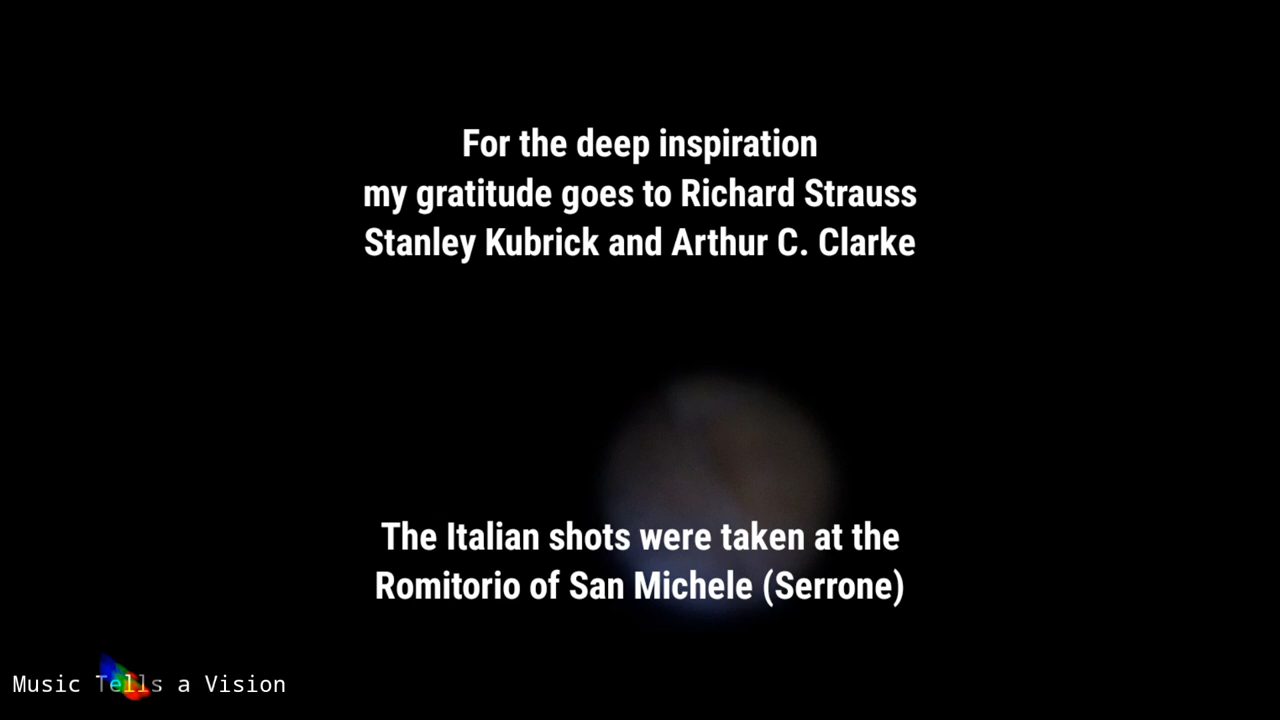 For the deep inspiration
my gratitude goes to Richard Strauss
Stanley Kubrick and Arthur C. Clarke
The Italian shots were taken at the
Romitorio of San Michele (Serrone)
Music Tells a Vision